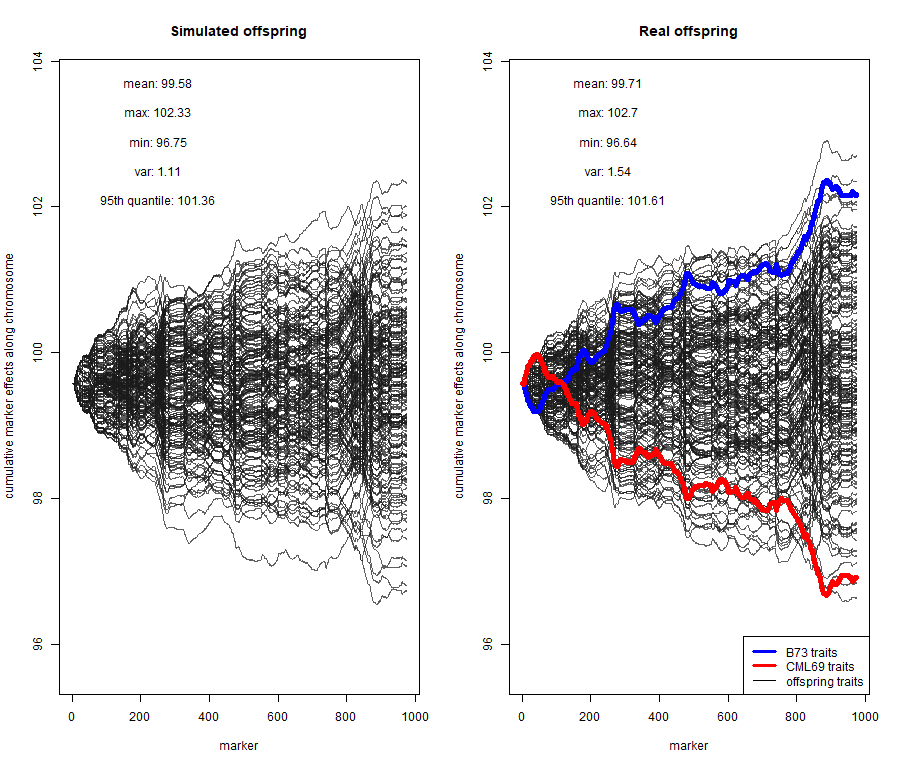 Simulated offspring
mean: 99.58
max: 102.33
min: 96.75
var: 1.11
95th quantile: 101.36
cumulative marker effects along chromosome
104
102
100
98
96
0
200
400
600
800
1000
marker
Real offspring
mean: 99.71
max: 102.7
min: 96.64
var: 1.54
95th quantile: 101.61
cumulative marker effects along chromosome
104
102
100
98
96
B73 traits
CML69 traits
offspring traits
0
200
400
600
800
1000
marker